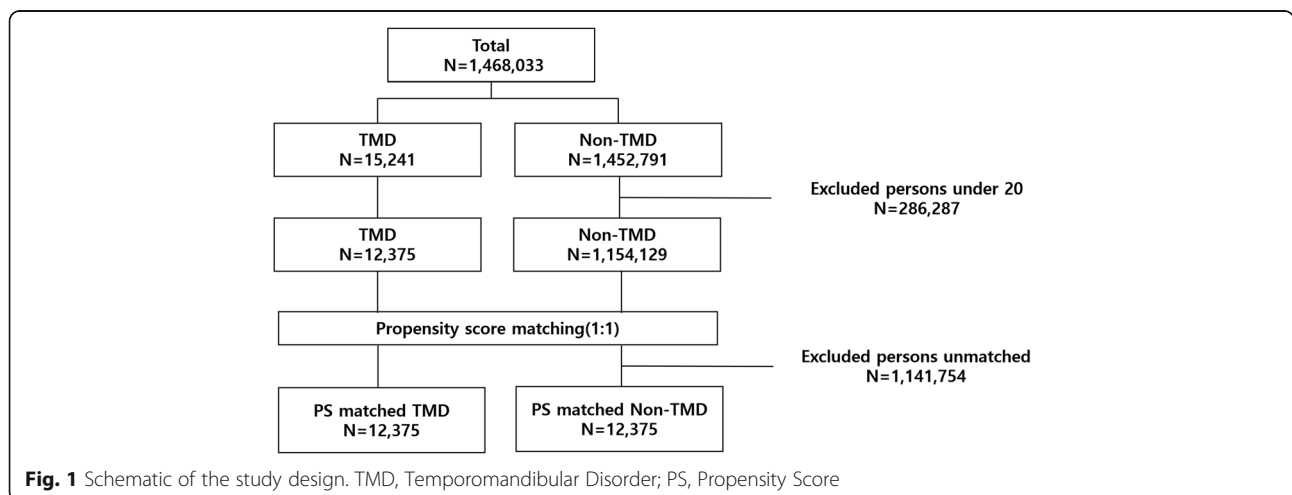 Total
N=1,468,033
TMD
N=15,241
Non-TMD
N=1,452,791
Excluded persons under 20
N=286,287
TMD
N=12,375
Non-TMD
N=1,154,129
Propensity score matching(1:1)
Excluded persons unmatched
N=1,141,754
PS matched TMD
N=12,375
PS matched Non-TMD
N=12,375
Fig. 1 Schematic of the study design. TMD, Temporomandibular Disorder; PS, Propensity Score